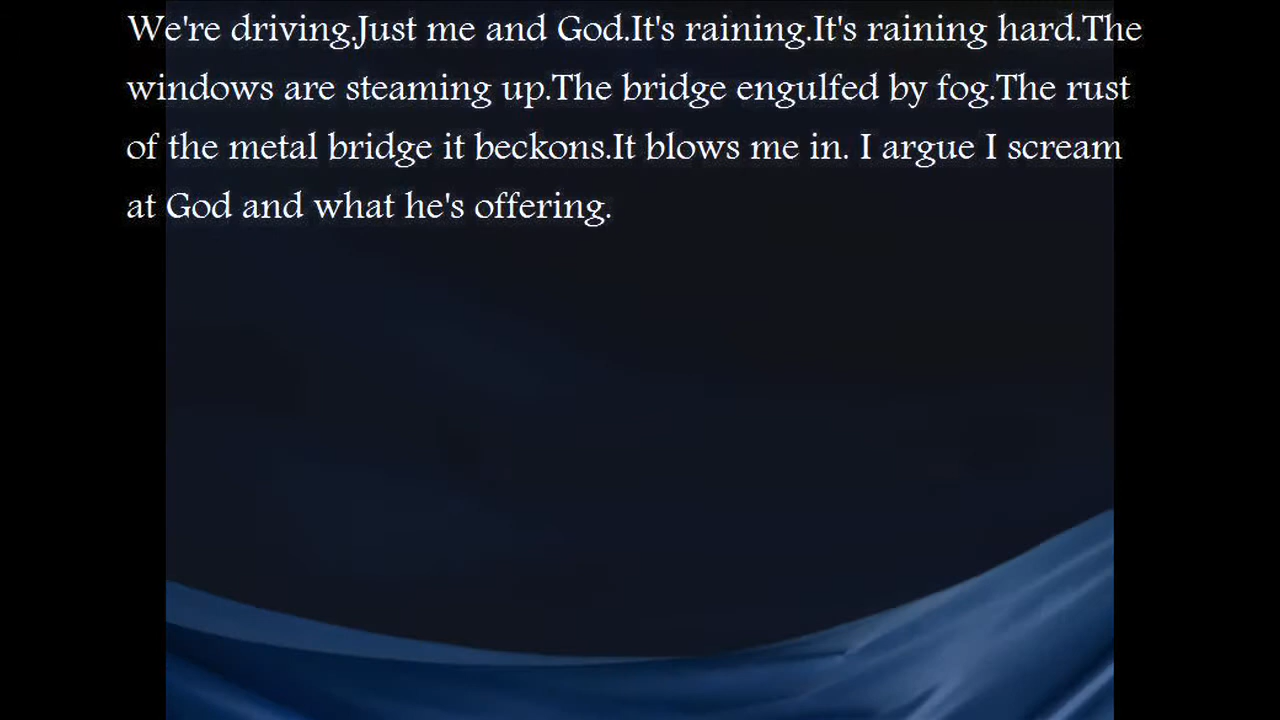 We're driving,Just me and God.It's raining.It's raining hard.The
windows are steaming up.The bridge engulfed by fog.The rust
of the metal bridge it beckons.It blows me in. I argue I scream
at God and what he's offering.